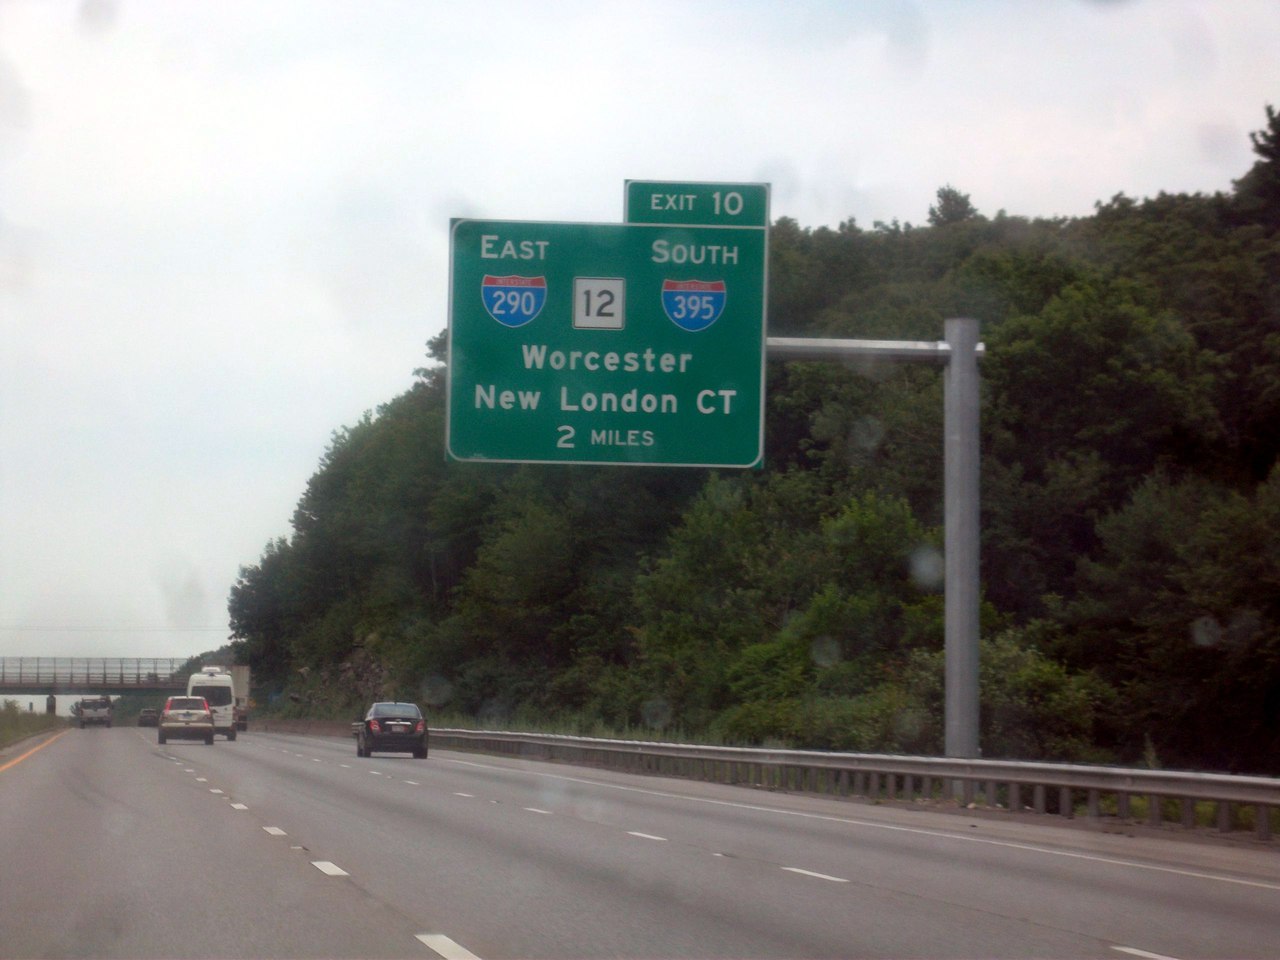 EXIT 10
EAST SOUTH
INTERSTATE 290 12 INTERSTATE 395
Worcester
New London CT
2 MILES